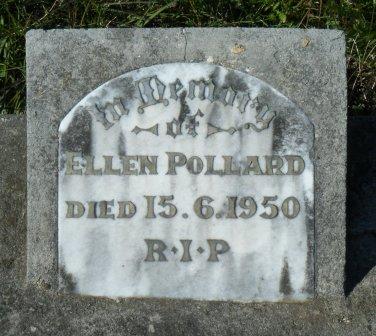 In Memory
of
ELLEN POLLARD
DIED 15.6.1950
R·I·P